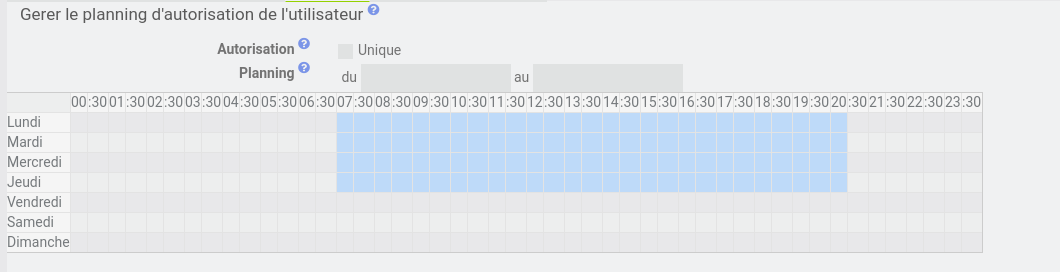 Gerer le planning d'autorisation de l'utilisateur ?
Autorisation ? Unique
Planning ? du au
00:30 01:30 02:30 03:30 04:30 05:30 06:30 07:30 08:30 09:30 10:30 11:30 12:30 13:30 14:30 15:30 16:30 17:30 18:30 19:30 20:30 21:30 22:30 23:30
Lundi
Mardi
Mercredi
Jeudi
Vendredi
Samedi
Dimanche